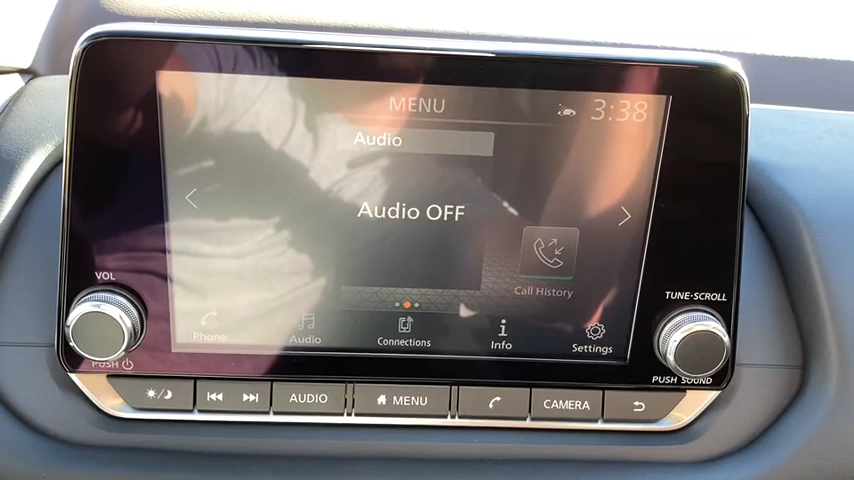 MENU
3:38
Audio
Audio OFF
Call History
Phone
Audio
Connections
Info
Settings
VOL
PUSH
TUNE·SCROLL
PUSH SOUND
AUDIO
MENU
CAMERA